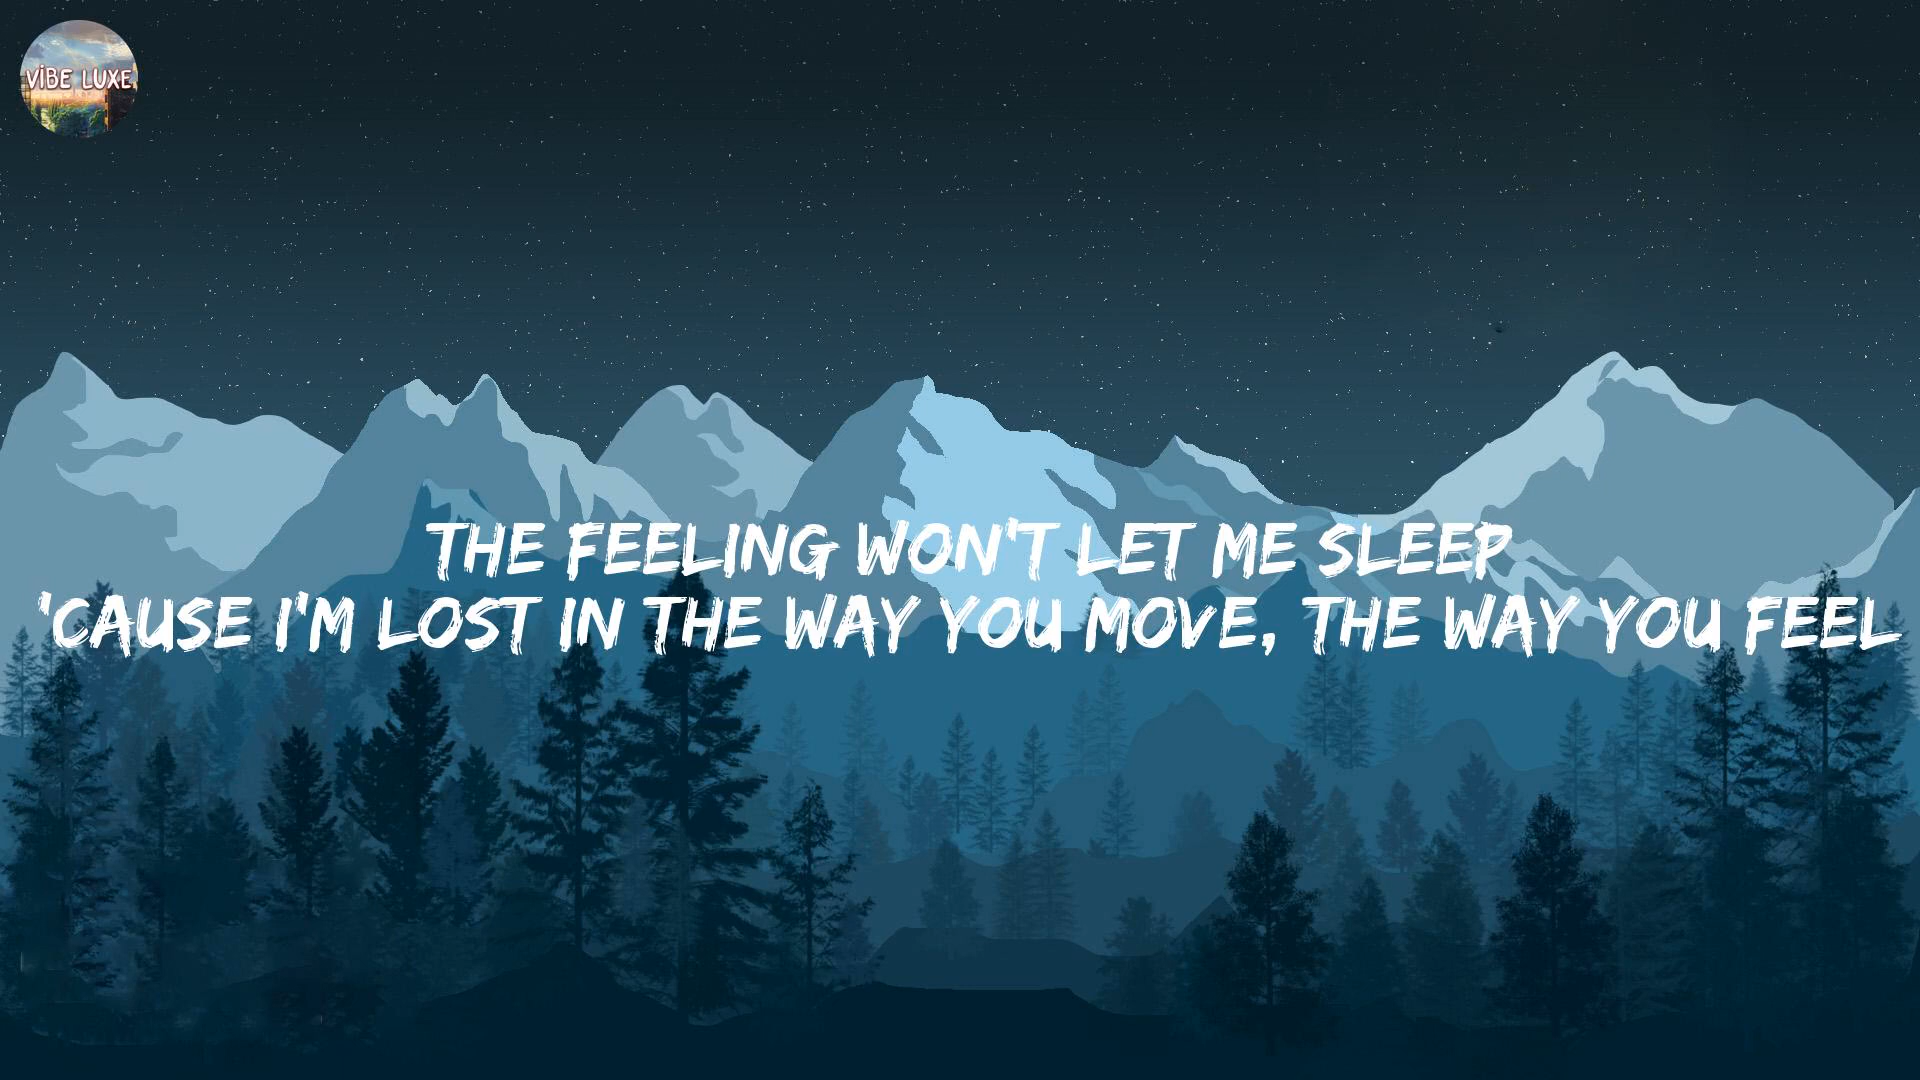 VIBE LUXE
THE FEELING WON'T LET ME SLEEP
'CAUSE I'M LOST IN THE WAY YOU MOVE, THE WAY YOU FEEL